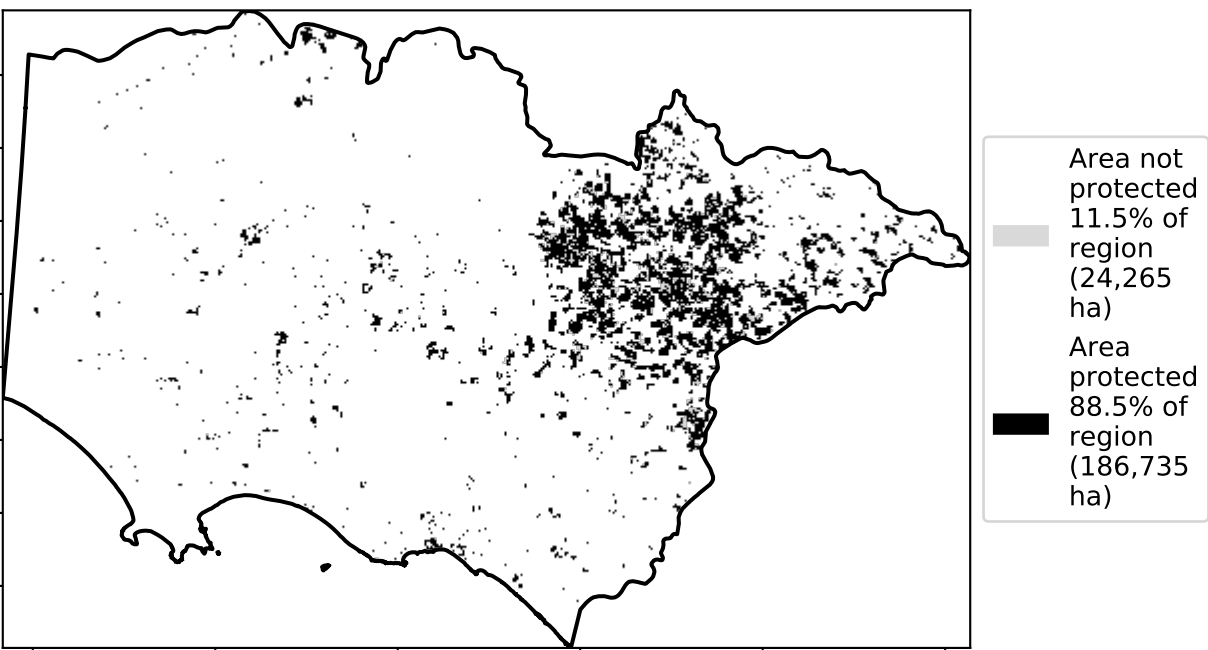 Area not
protected
11.5% of
region
(24,265
ha)
Area
protected
88.5% of
region
(186,735
ha)